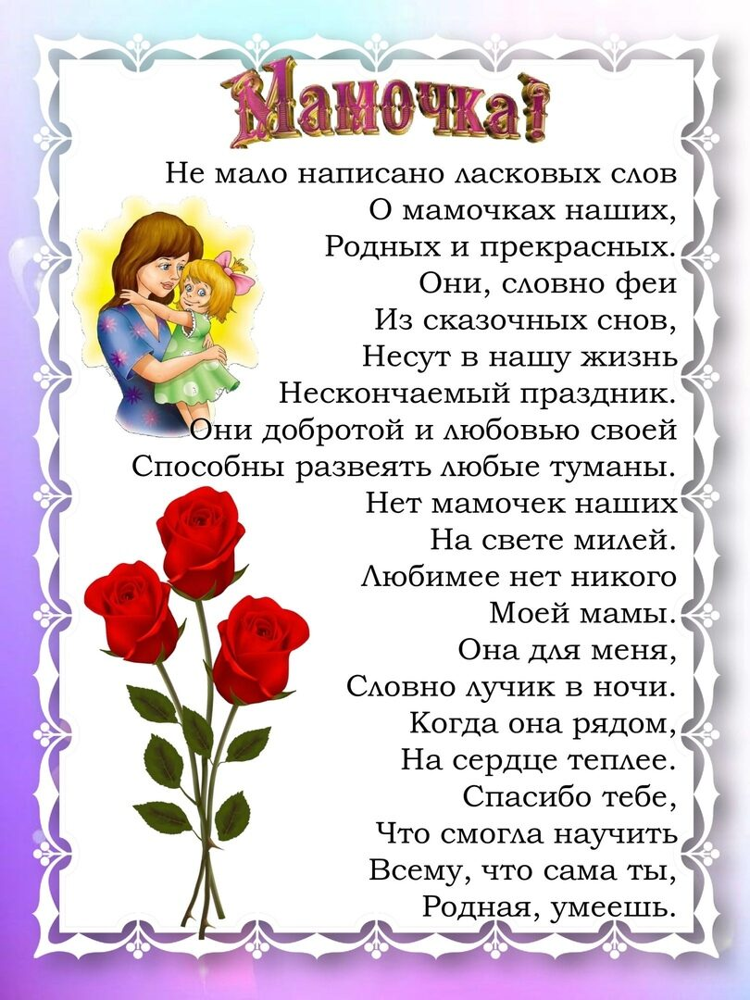 Мамочка!
Не мало написано ласковых слов
О мамочках наших,
Родных и прекрасных.
Они, словно феи
Из сказочных снов,
Несут в нашу жизнь
Нескончаемый праздник.
Они добротой и любовью своей
Способны развеять любые туманы.
Нет мамочек наших
На свете милей.
Любимее нет никого
Моей мамы.
Она для меня,
Словно лучик в ночи.
Когда она рядом,
На сердце теплее.
Спасибо тебе,
Что смогла научить
Всему, что сама ты,
Родная, умеешь.